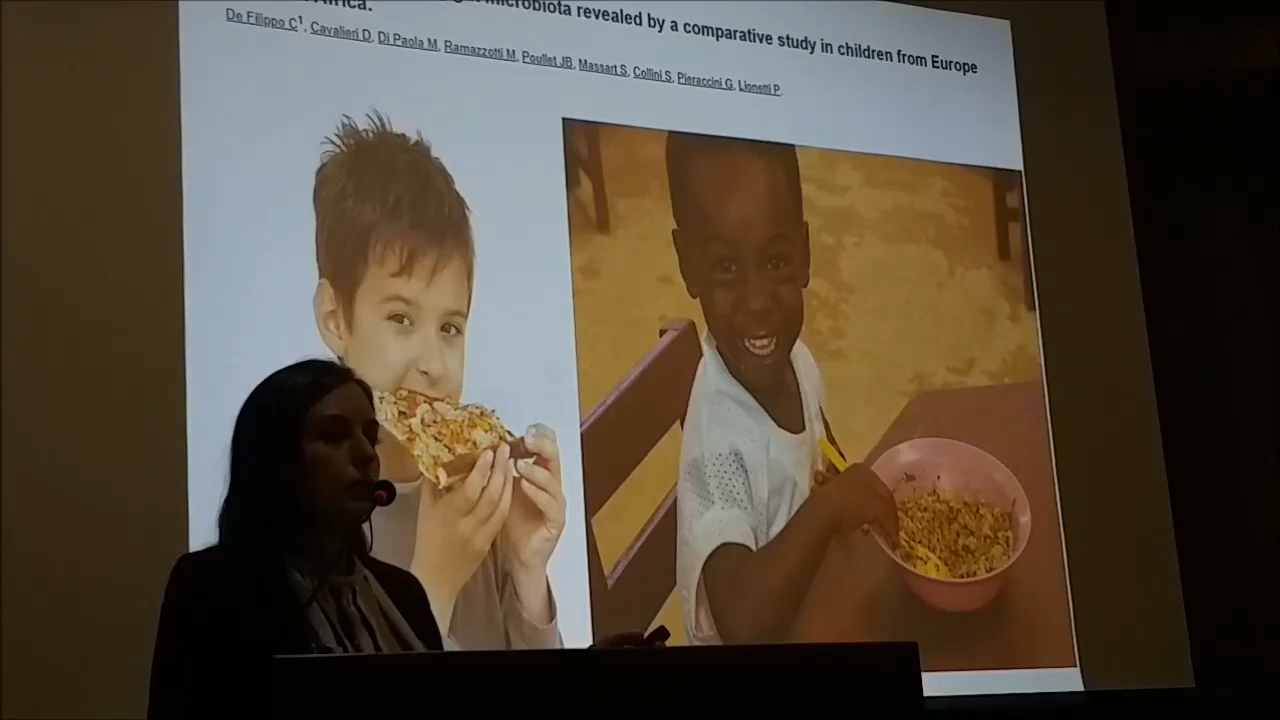 microbiota revealed by a comparative study in children from Europe
Africa.
De Filippo C1, Cavalieri D, Di Paola M, Ramazzotti M, Poullet JB, Massart S, Collini S, Pieraccini G, Lionetti P.